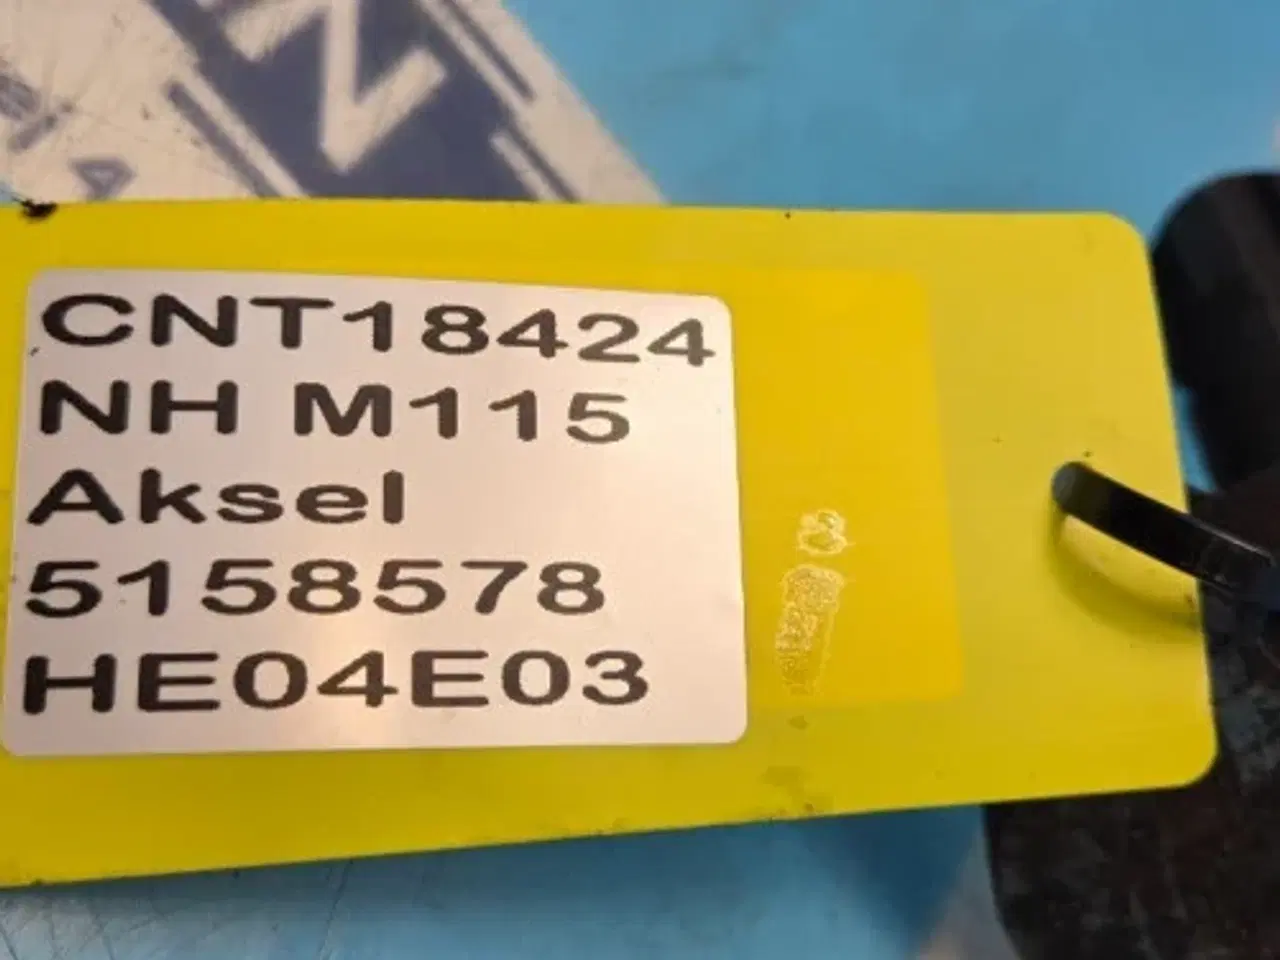 CNT18424
NH M115
Aksel
5158578
HE04E03